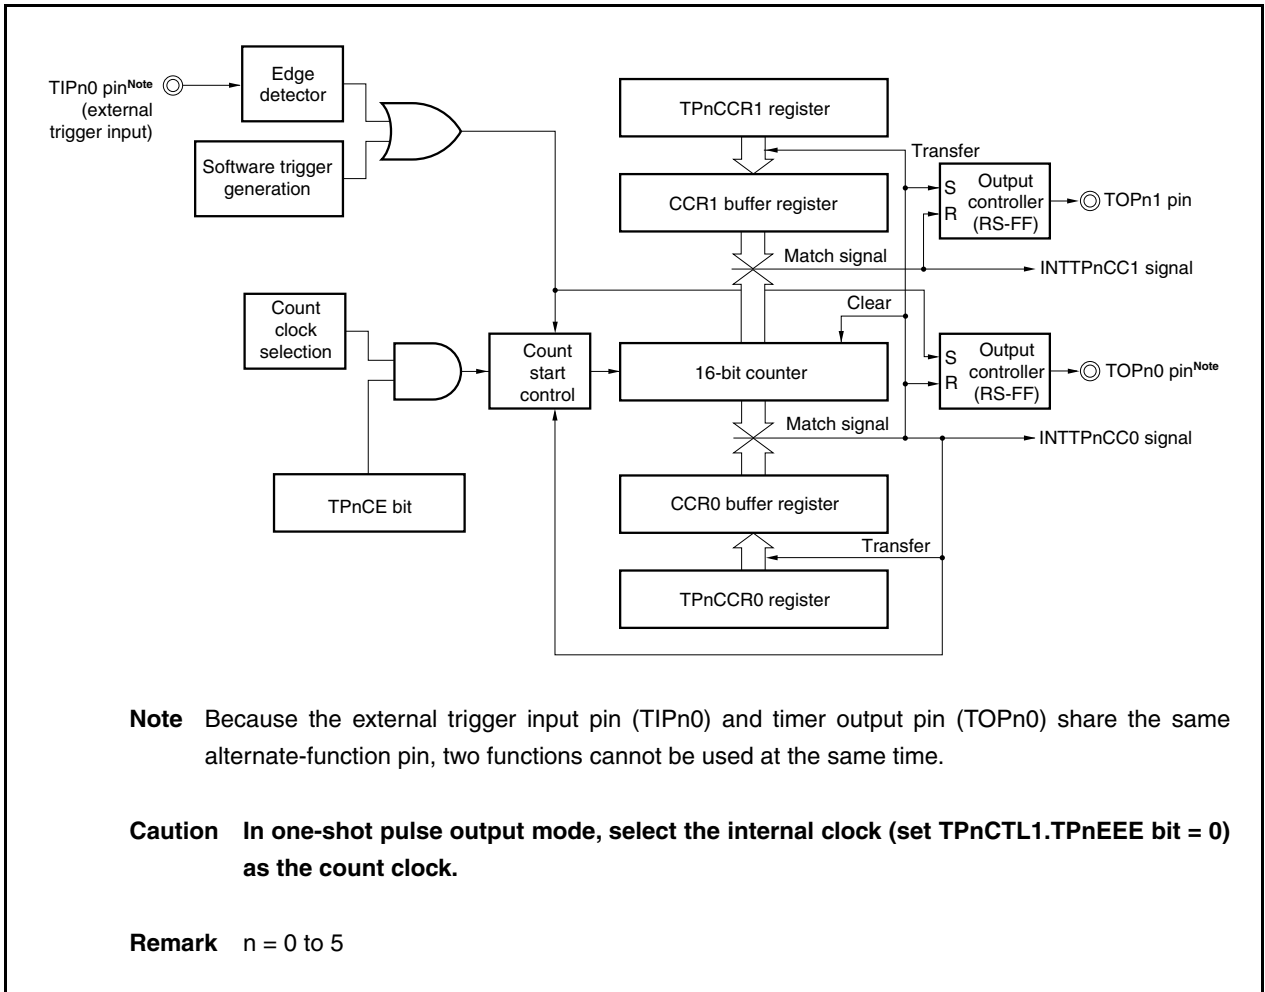 TIPn0 pinNote
(external
trigger input)
Edge
detector
Software trigger
generation
TPnCCR1 register
Transfer
CCR1 buffer register
S
R
Output
controller
(RS-FF)
TOPn1 pin
Match signal
INTTPnCC1 signal
Count
clock
selection
Clear
Count
start
control
16-bit counter
S
R
Output
controller
(RS-FF)
TOPn0 pinNote
Match signal
INTTPnCC0 signal
TPnCE bit
CCR0 buffer register
Transfer
TPnCCR0 register
Note Because the external trigger input pin (TIPn0) and timer output pin (TOPn0) share the same
alternate-function pin, two functions cannot be used at the same time.
Caution In one-shot pulse output mode, select the internal clock (set TPnCTL1.TPnEEE bit = 0)
as the count clock.
Remark n = 0 to 5